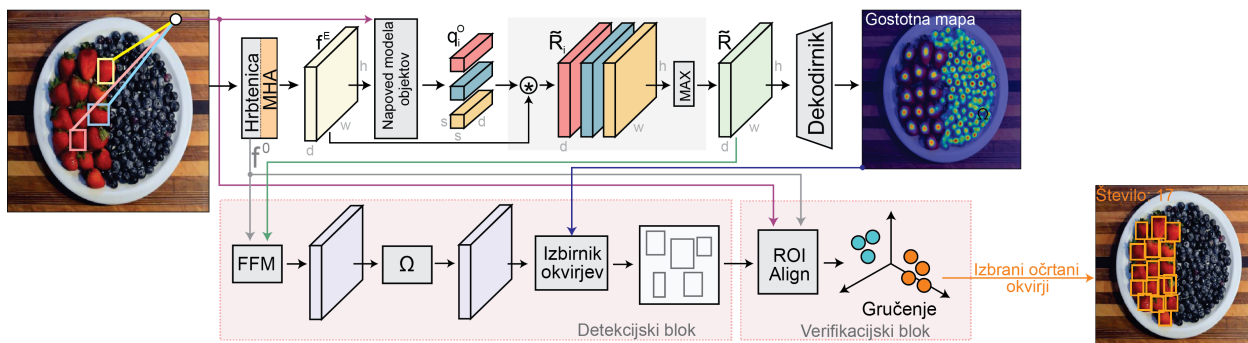 Hrbtenica
MHA
f⁰
f^E
h
w
d
Napoved modela
objektov
q_i^O
s
s
d
*
R̃_i
h
w
d
MAX
R̃
h
w
d
Dekodirnik
Gostotna mapa
FFM
Ω
Izbirnik
okvirjev
Detekcijski blok
ROI
Align
Gručenje
Verifikacijski blok
Izbrani očrtani
okvirji
Število: 17